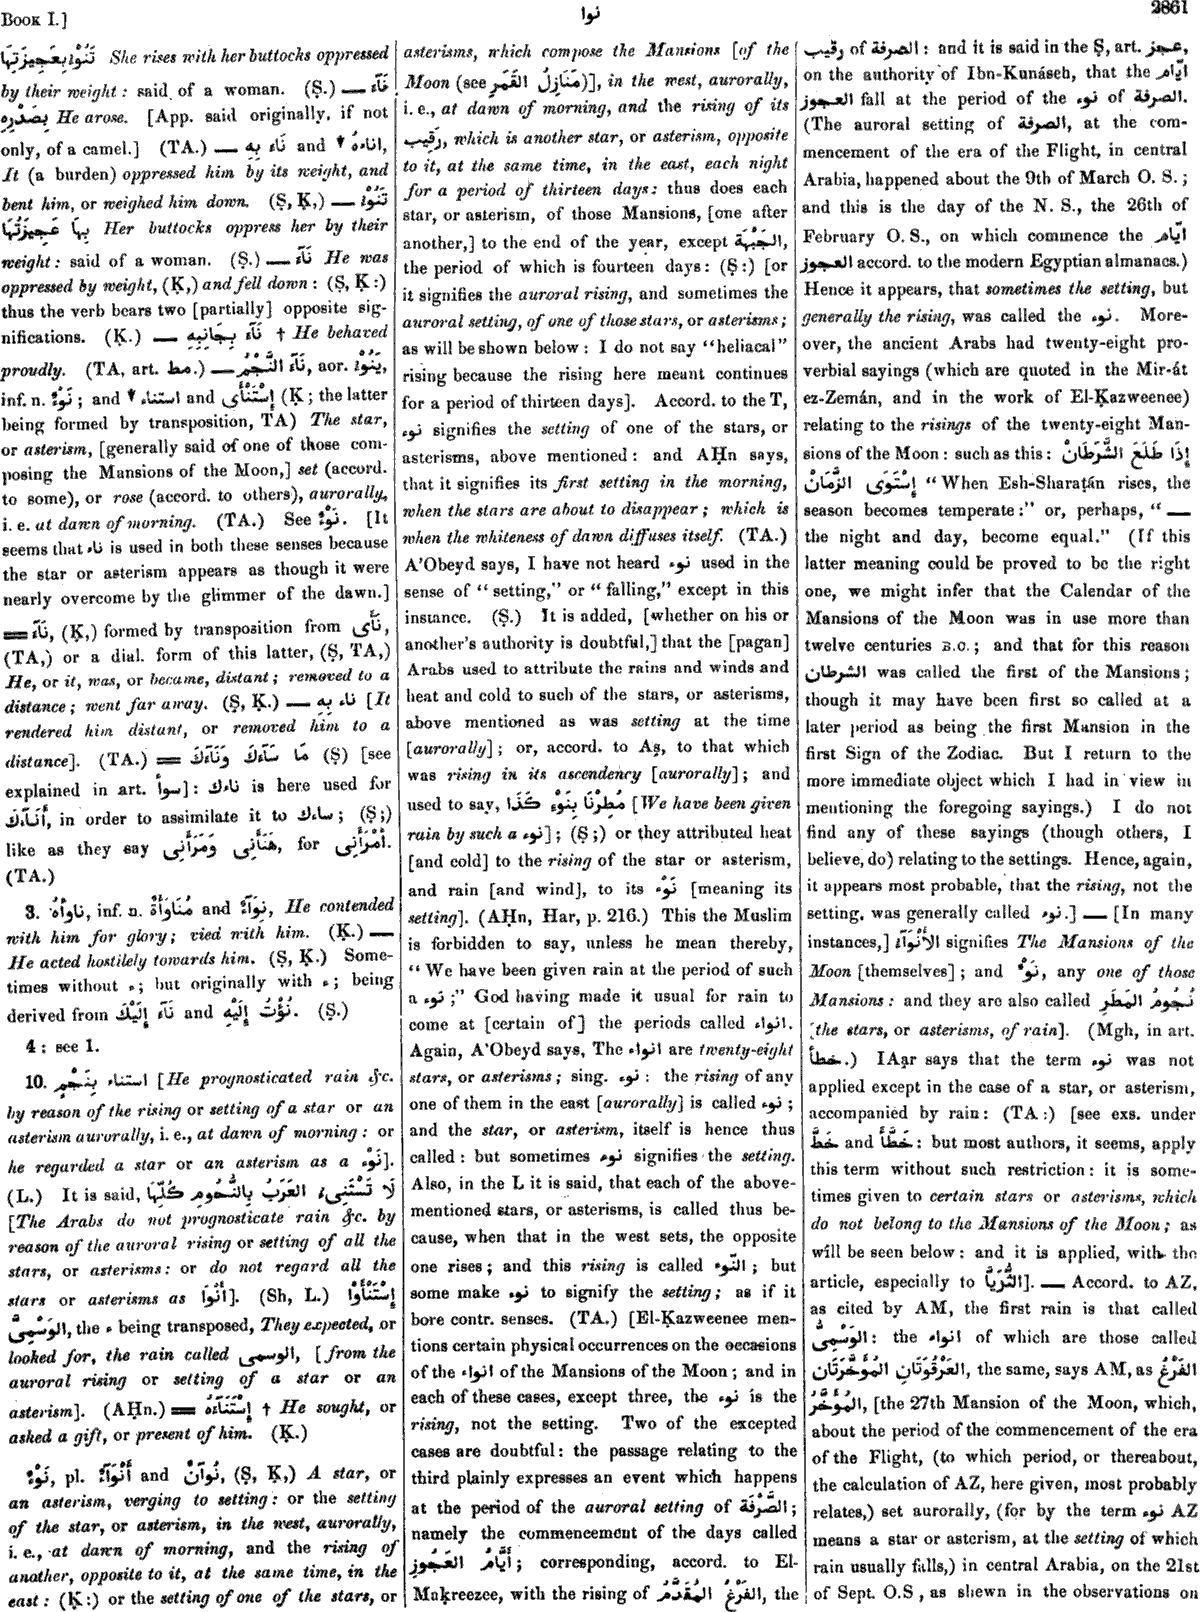 BOOK I.]
نوا
2861
تَنُوْءُ بِعَجِيزَتِهَا She rises with her buttocks oppressed
by their weight: said of a woman. (Ṣ.) — نَآءَ
بِصَدْرِهِ He arose. [App. said originally, if not
only, of a camel.] (TA.) — نَآءَ بِهِ and ▼ اناءهُ,
It (a burden) oppressed him by its weight, and
bent him, or weighed him down. (Ṣ, Ḳ,) — تَنُوْءُ
بِهَا عَجِيزَتُهَا Her buttocks oppress her by their
weight: said of a woman. (Ṣ.) — نَآءَ He was
oppressed by weight, (Ḳ,) and fell down: (Ṣ, Ḳ:)
thus the verb bears two [partially] opposite sig-
nifications. (Ḳ.) — نَآءَ بِجَانِبِهِ † He behaved
proudly. (TA, art. مط.) — نَآءَ النَّجْمُ, aor. يَنُوْءُ,
inf. n. نَوْءٌ; and ▼ استناء and إِسْتَنْأَى (Ḳ; the latter
being formed by transposition, TA) The star,
or asterism, [generally said of one of those com-
posing the Mansions of the Moon,] set (accord.
to some), or rose (accord. to others), aurorally,
i. e. at dawn of morning. (TA.) See نَوْءٌ. [It
seems that ناء is used in both these senses because
the star or asterism appears as though it were
nearly overcome by the glimmer of the dawn.]
═ نَآءَ, (Ḳ,) formed by transposition from نَأَى,
(TA,) or a dial. form of this latter, (Ṣ, TA,)
He, or it, was, or became, distant; removed to a
distance; went far away. (Ṣ, Ḳ.) — ناء بِهِ [It
rendered him distant, or removed him to a
distance]. (TA.) ═ مَا سَآءَكَ وَنَآءَكَ (Ṣ) [see
explained in art. سوأ]: ناءك is here used for
أَنَآءَكَ, in order to assimilate it to ساءك; (Ṣ;)
like as they say هَنَأَنِى وَمَرَأَنِى, for أَمْرَأَنِى.
(TA.)
3. ناوأهُ, inf. n. مُنَاوَأَةٌ and نِوَآءٌ, He contended
with him for glory; vied with him. (Ḳ.) —
He acted hostilely towards him. (Ṣ, Ḳ.) Some-
times without ء; but originally with ء; being
derived from نَآءَ إِلَيْكَ and نُؤْتُ إِلَيْهِ. (Ṣ.)
4: see 1.
10. استناء بِنَجْمٍ [He prognosticated rain &c.
by reason of the rising or setting of a star or an
asterism aurorally, i. e., at dawn of morning: or
he regarded a star or an asterism as a نَوْء].
(L.) It is said, لَا تَسْتَنِىءُ العَرَبُ بِالنُّجُومِ كُلِّهَا
[The Arabs do not prognosticate rain &c. by
reason of the auroral rising or setting of all the
stars, or asterisms: or do not regard all the
stars or asterisms as أَنْوَآء]. (Sh, L.) إِسْتَنْأَوْا
الوَسْمِىَّ, the ء being transposed, They expected, or
looked for, the rain called الوسمى, [from the
auroral rising or setting of a star or an
asterism]. (AḤn.) ═ إِسْتَنَآءَهُ † He sought, or
asked a gift, or present of him. (Ḳ.)
نَوْءٌ, pl. أَنْوَآءٌ and نُوآنٌ, (Ṣ, Ḳ,) A star, or
an asterism, verging to setting: or the setting
of the star, or asterism, in the west, aurorally,
i. e., at dawn of morning, and the rising of
another, opposite to it, at the same time, in the
east: (Ḳ:) or the setting of one of the stars, or
asterisms, which compose the Mansions [of the
Moon (see مَنَازِلُ القَمَرِ)], in the west, aurorally,
i. e., at dawn of morning, and the rising of its
رقيب, which is another star, or asterism, opposite
to it, at the same time, in the east, each night
for a period of thirteen days: thus does each
star, or asterism, of those Mansions, [one after
another,] to the end of the year, except الجَبْهَة,
the period of which is fourteen days: (Ṣ:) [or
it signifies the auroral rising, and sometimes the
auroral setting, of one of those stars, or asterisms;
as will be shown below: I do not say "heliacal"
rising because the rising here meant continues
for a period of thirteen days]. Accord. to the T,
نوء signifies the setting of one of the stars, or
asterisms, above mentioned: and AḤn says,
that it signifies its first setting in the morning,
when the stars are about to disappear; which is
when the whiteness of dawn diffuses itself. (TA.)
A'Obeyd says, I have not heard نوء used in the
sense of "setting," or "falling," except in this
instance. (Ṣ.) It is added, [whether on his or
another's authority is doubtful,] that the [pagan]
Arabs used to attribute the rains and winds and
heat and cold to such of the stars, or asterisms,
above mentioned as was setting at the time
[aurorally]; or, accord. to Aṣ, to that which
was rising in its ascendency [aurorally]; and
used to say, مُطِرْنَا بِنَوْءِ كَذَا [We have been given
rain by such a نوء]; (Ṣ;) or they attributed heat
[and cold] to the rising of the star or asterism,
and rain [and wind], to its نَوْء [meaning its
setting]. (AḤn, Har, p. 216.) This the Muslim
is forbidden to say, unless he mean thereby,
"We have been given rain at the period of such
a نوء;" God having made it usual for rain to
come at [certain of] the periods called انواء.
Again, A'Obeyd says, The انواء are twenty-eight
stars, or asterisms; sing. نوء: the rising of any
one of them in the east [aurorally] is called نوء;
and the star, or asterism, itself is hence thus
called: but sometimes نوء signifies the setting.
Also, in the L it is said, that each of the above-
mentioned stars, or asterisms, is called thus be-
cause, when that in the west sets, the opposite
one rises; and this rising is called النَّوْء; but
some make نوء to signify the setting; as if it
bore contr. senses. (TA.) [El-Ḳazweenee men-
tions certain physical occurrences on the occasions
of the انواء of the Mansions of the Moon; and in
each of these cases, except three, the نوء is the
rising, not the setting. Two of the excepted
cases are doubtful: the passage relating to the
third plainly expresses an event which happens
at the period of the auroral setting of الصَّرْفَة;
namely the commencement of the days called
أَيَّامُ العَجُوزِ; corresponding, accord. to El-
Maḳreezee, with the rising of الفَرْغُ المُقَدَّمُ, the
رقيب of الصرفة: and it is said in the Ṣ, art. عجز,
on the authority of Ibn-Kunáseh, that the ايّام
العجوز fall at the period of the نوء of الصرفة.
(The auroral setting of الصرفة, at the com-
mencement of the era of the Flight, in central
Arabia, happened about the 9th of March O. S.;
and this is the day of the N. S., the 26th of
February O. S., on which commence the ايّام
العجوز accord. to the modern Egyptian almanacs.)
Hence it appears, that sometimes the setting, but
generally the rising, was called the نوء. More-
over, the ancient Arabs had twenty-eight pro-
verbial sayings (which are quoted in the Mir-át
ez-Zemán, and in the work of El-Ḳazweenee)
relating to the risings of the twenty-eight Man-
sions of the Moon: such as this: إِذَا طَلَعَ الشَّرَطَانْ
إِسْتَوَى الزَّمَانْ "When Esh-Sharaṭán rises, the
season becomes temperate:" or, perhaps, "—
the night and day, become equal." (If this
latter meaning could be proved to be the right
one, we might infer that the Calendar of the
Mansions of the Moon was in use more than
twelve centuries B.C.; and that for this reason
الشرطان was called the first of the Mansions;
though it may have been first so called at a
later period as being the first Mansion in the
first Sign of the Zodiac. But I return to the
more immediate object which I had in view in
mentioning the foregoing sayings.) I do not
find any of these sayings (though others, I
believe, do) relating to the settings. Hence, again,
it appears most probable, that the rising, not the
setting, was generally called نوء.] — [In many
instances,] الأَنْوَآءُ signifies The Mansions of the
Moon [themselves]; and نَوْءٌ, any one of those
Mansions: and they are also called نُجُومُ المَطَرِ
[the stars, or asterisms, of rain]. (Mgh, in art.
خطأ.) IAạr says that the term نوء was not
applied except in the case of a star, or asterism,
accompanied by rain: (TA:) [see exs. under
خَطَّ and خَطَّأَ: but most authors, it seems, apply
this term without such restriction: it is some-
times given to certain stars or asterisms, which
do not belong to the Mansions of the Moon; as
will be seen below: and it is applied, with the
article, especially to الثُّرَيَّا]. — Accord. to AZ,
as cited by AM, the first rain is that called
الوَسْمِىُّ: the انواء of which are those called
العَرْقُوَتَانِ المُؤَخَّرَتَانِ, the same, says AM, as الفَرْغُ
المُؤَخَّرُ, [the 27th Mansion of the Moon, which,
about the period of the commencement of the era
of the Flight, (to which period, or thereabout,
the calculation of AZ, here given, most probably
relates,) set aurorally, (for by the term نوء AZ
means a star or asterism, at the setting of which
rain usually falls,) in central Arabia, on the 21st
of Sept. O.S, as shewn in the observations on